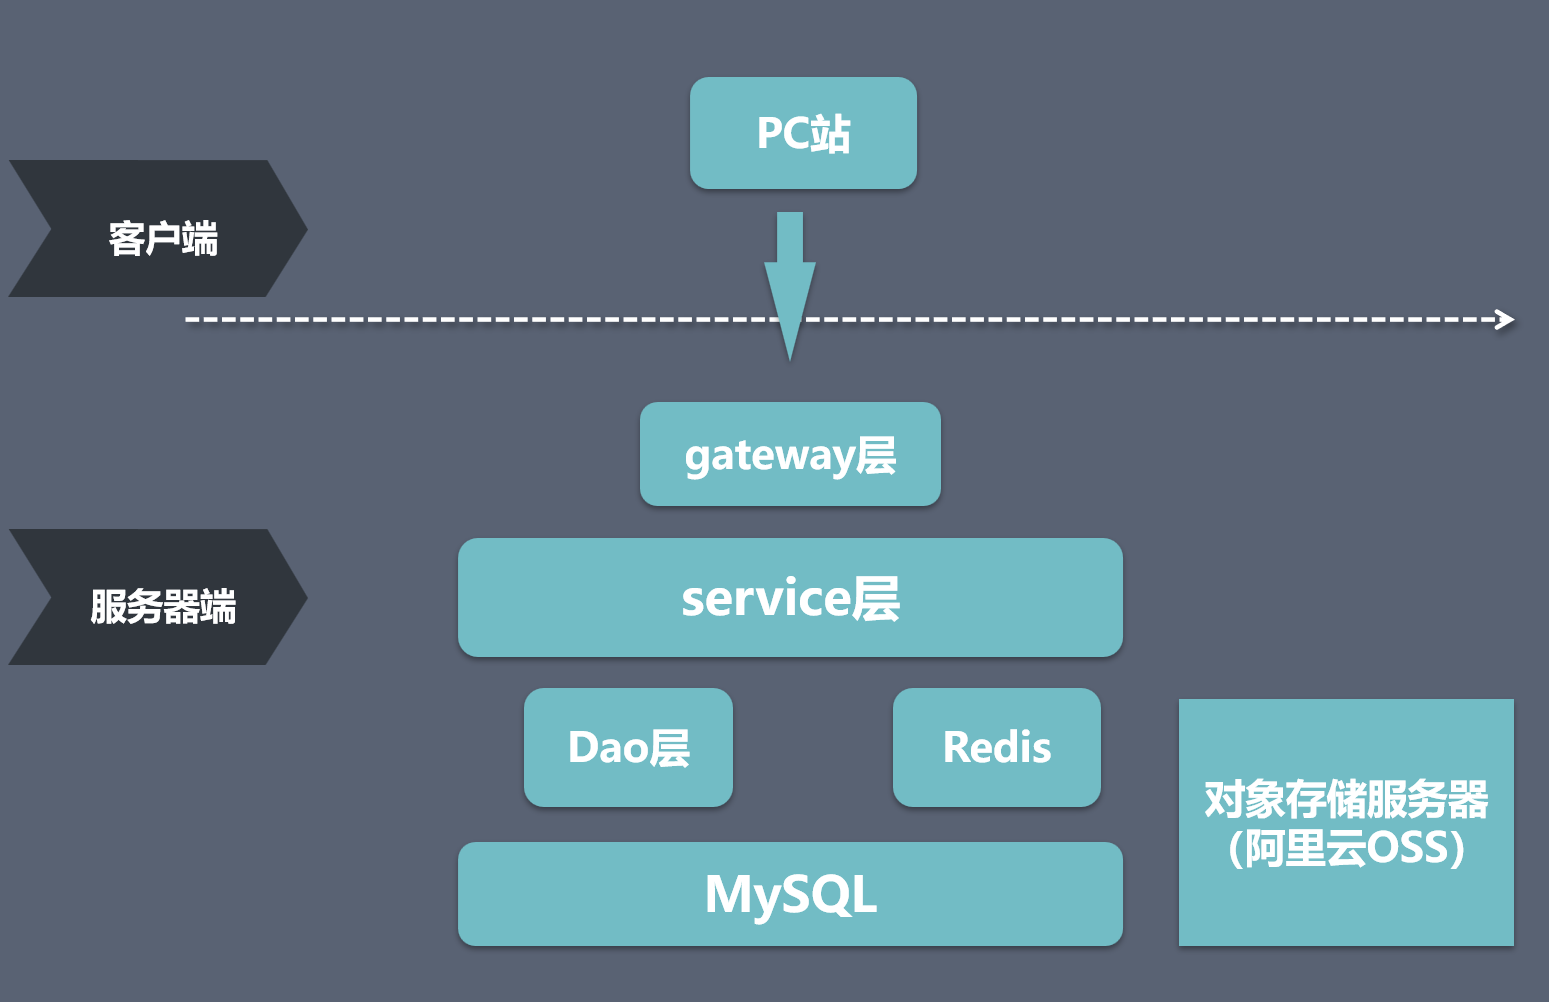 PC站
客户端
gateway层
service层
服务器端
Dao层
Redis
对象存储服务器
（阿里云OSS）
MySQL